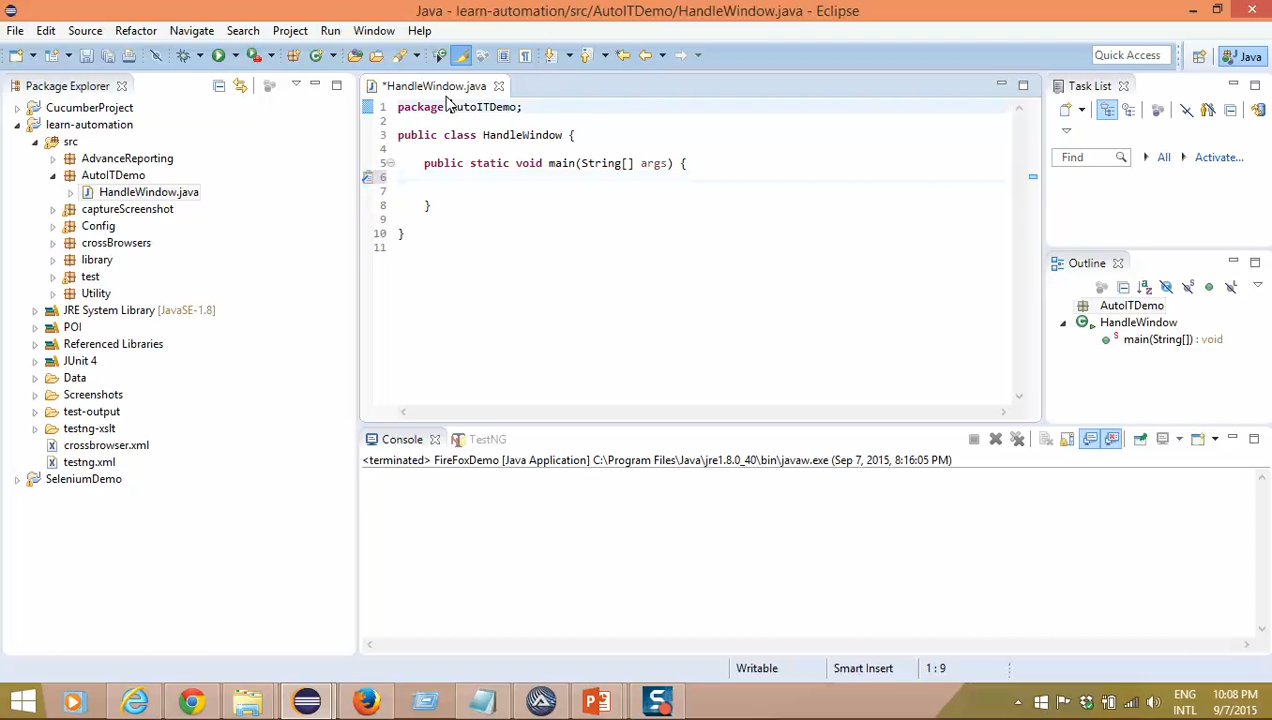 Java - learn-automation/src/AutoITDemo/HandleWindow.java - Eclipse
File Edit Source Refactor Navigate Search Project Run Window Help
Quick Access
Java
Package Explorer
*HandleWindow.java
Task List
CucumberProject
learn-automation
src
AdvanceReporting
AutoITDemo
HandleWindow.java
captureScreenshot
Config
crossBrowsers
library
test
Utility
JRE System Library [JavaSE-1.8]
POI
Referenced Libraries
JUnit 4
Data
Screenshots
test-output
testng-xslt
crossbrowser.xml
testng.xml
SeleniumDemo
1 package AutoITDemo;
2
3 public class HandleWindow {
4
5 public static void main(String[] args) {
6
7
8 }
9
10 }
11
Find
All
Activate...
Outline
AutoITDemo
HandleWindow
main(String[]) : void
Console
TestNG
<terminated> FireFoxDemo [Java Application] C:\Program Files\Java\jre1.8.0_40\bin\javaw.exe (Sep 7, 2015, 8:16:05 PM)
Writable
Smart Insert
1 : 9
ENG
INTL
10:08 PM
9/7/2015